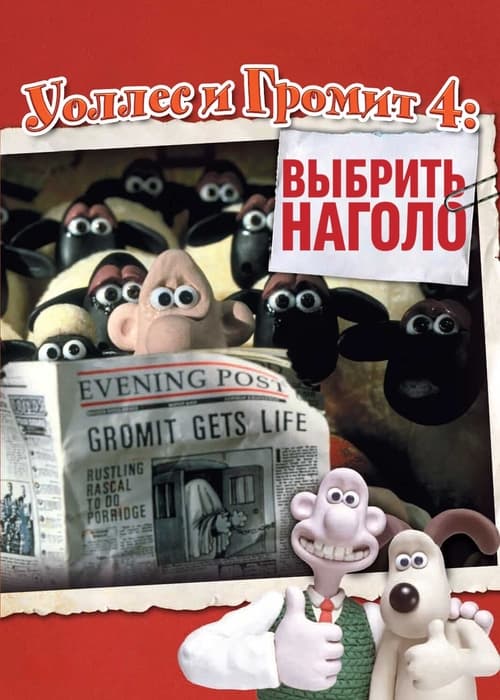 Уоллес и Громит 4:
ВЫБРИТЬ
НАГОЛО
EVENING POST
GROMIT GETS LIFE
RUSTLING
RASCAL
TO DO
PORRIDGE